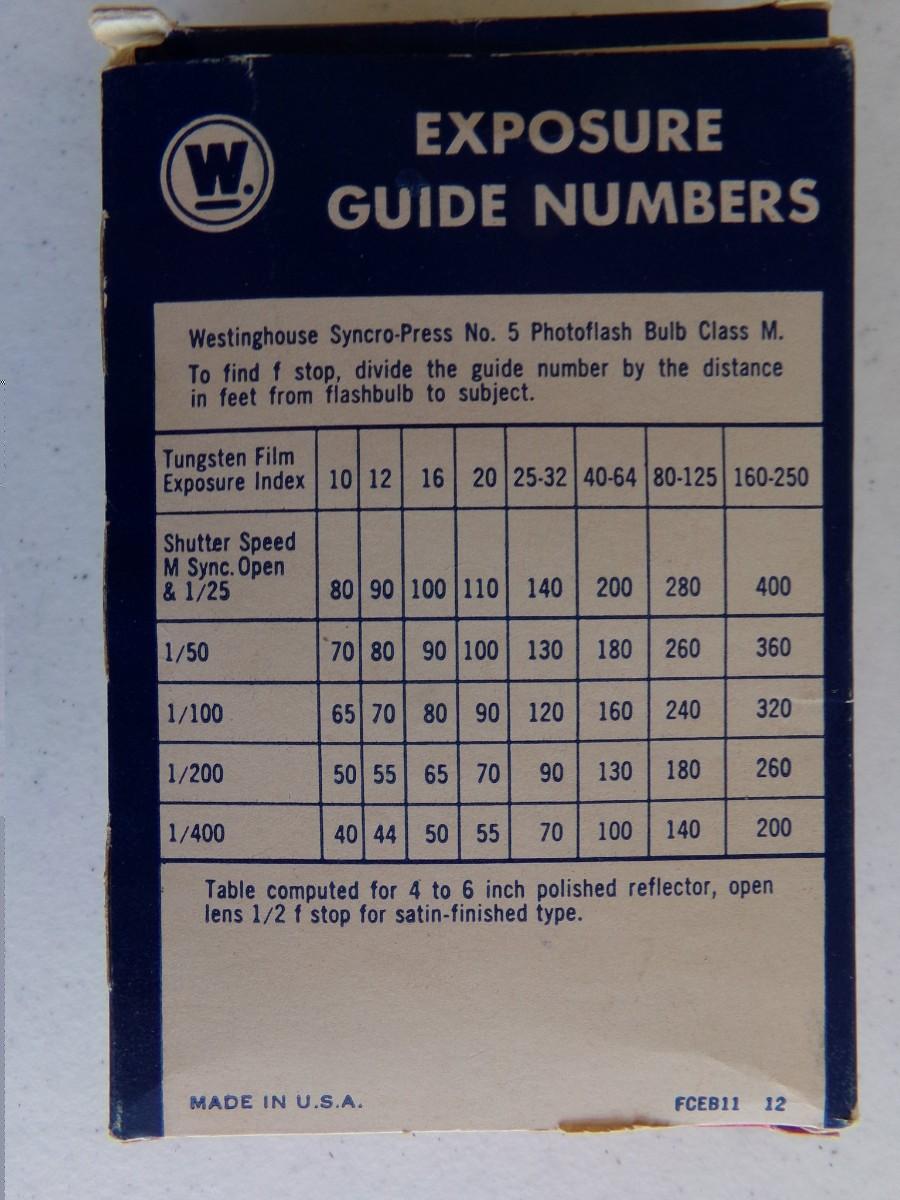 W.
EXPOSURE
GUIDE NUMBERS
Westinghouse Syncro-Press No. 5 Photoflash Bulb Class M.
To find f stop, divide the guide number by the distance
in feet from flashbulb to subject.
Tungsten Film
Exposure Index 10 12 16 20 25-32 40-64 80-125 160-250
Shutter Speed
M Sync. Open
& 1/25 80 90 100 110 140 200 280 400
1/50 70 80 90 100 130 180 260 360
1/100 65 70 80 90 120 160 240 320
1/200 50 55 65 70 90 130 180 260
1/400 40 44 50 55 70 100 140 200
Table computed for 4 to 6 inch polished reflector, open
lens 1/2 f stop for satin-finished type.
MADE IN U.S.A. FCEB11 12